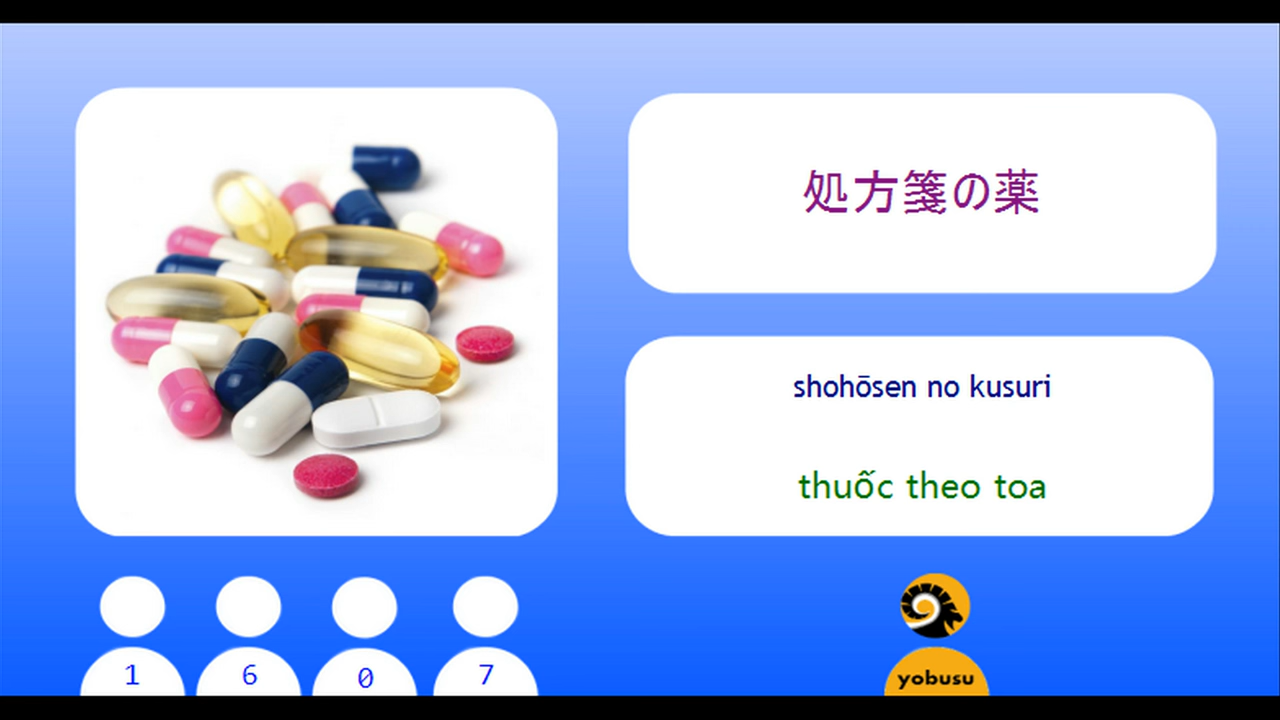 処方箋の薬
shohōsen no kusuri
thuốc theo toa
1 6 0 7
yobusu